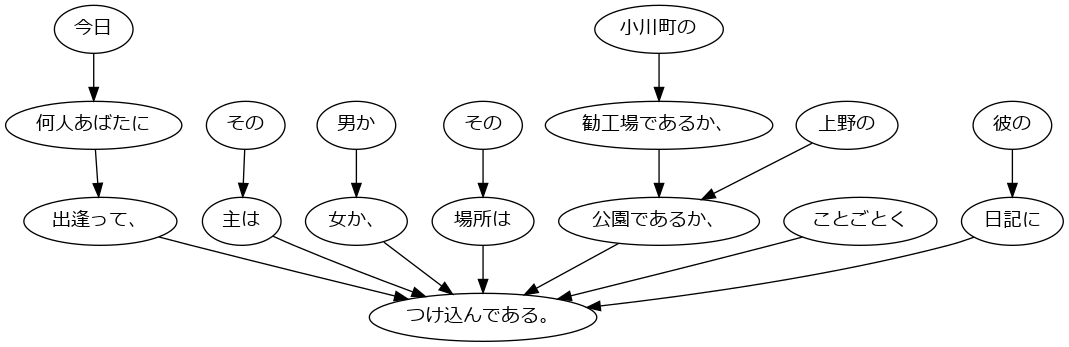 今日
小川町の
何人あばたに
その
男か
その
勧工場であるか、
上野の
彼の
出逢って、
主は
女か、
場所は
公園であるか、
ことごとく
日記に
つけ込んである。